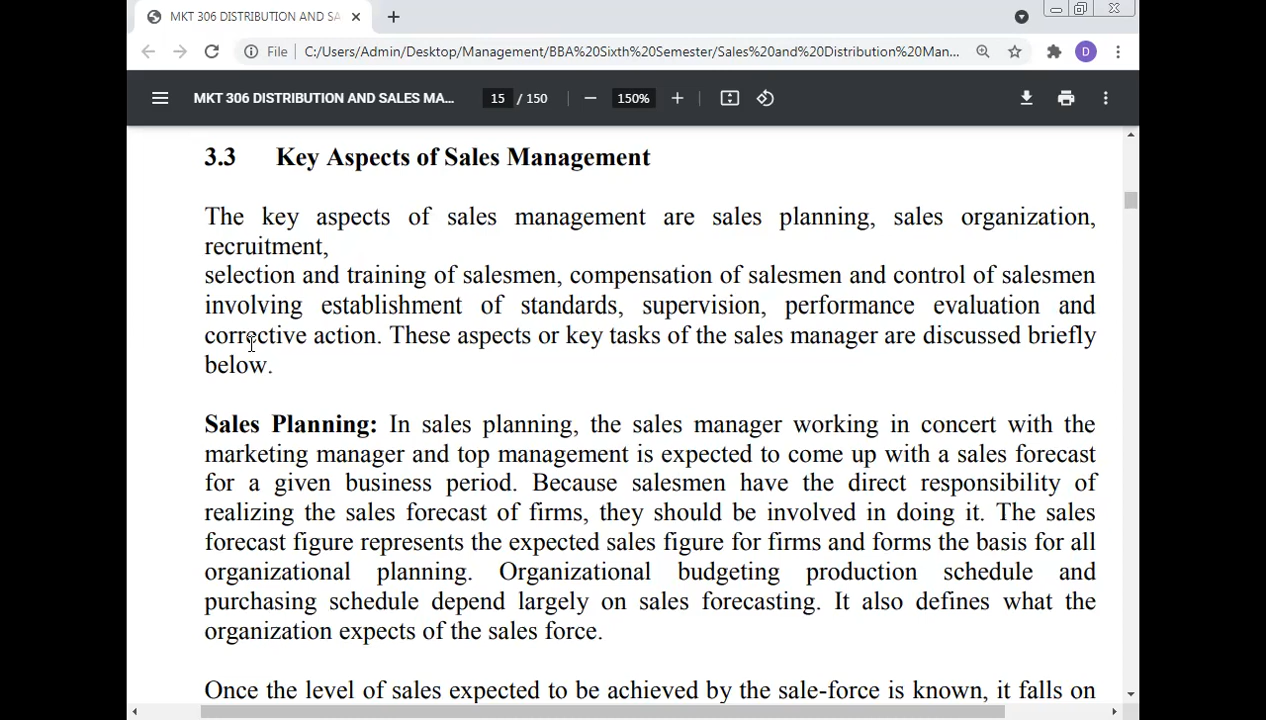 MKT 306 DISTRIBUTION AND SA
File C:/Users/Admin/Desktop/Management/BBA%20Sixth%20Semester/Sales%20and%20Distribution%20Man... D
MKT 306 DISTRIBUTION AND SALES MA... 15 / 150 150%
3.3 Key Aspects of Sales Management
The key aspects of sales management are sales planning, sales organization,
recruitment,
selection and training of salesmen, compensation of salesmen and control of salesmen
involving establishment of standards, supervision, performance evaluation and
corrective action. These aspects or key tasks of the sales manager are discussed briefly
below.
Sales Planning: In sales planning, the sales manager working in concert with the
marketing manager and top management is expected to come up with a sales forecast
for a given business period. Because salesmen have the direct responsibility of
realizing the sales forecast of firms, they should be involved in doing it. The sales
forecast figure represents the expected sales figure for firms and forms the basis for all
organizational planning. Organizational budgeting production schedule and
purchasing schedule depend largely on sales forecasting. It also defines what the
organization expects of the sales force.
Once the level of sales expected to be achieved by the sale-force is known, it falls on